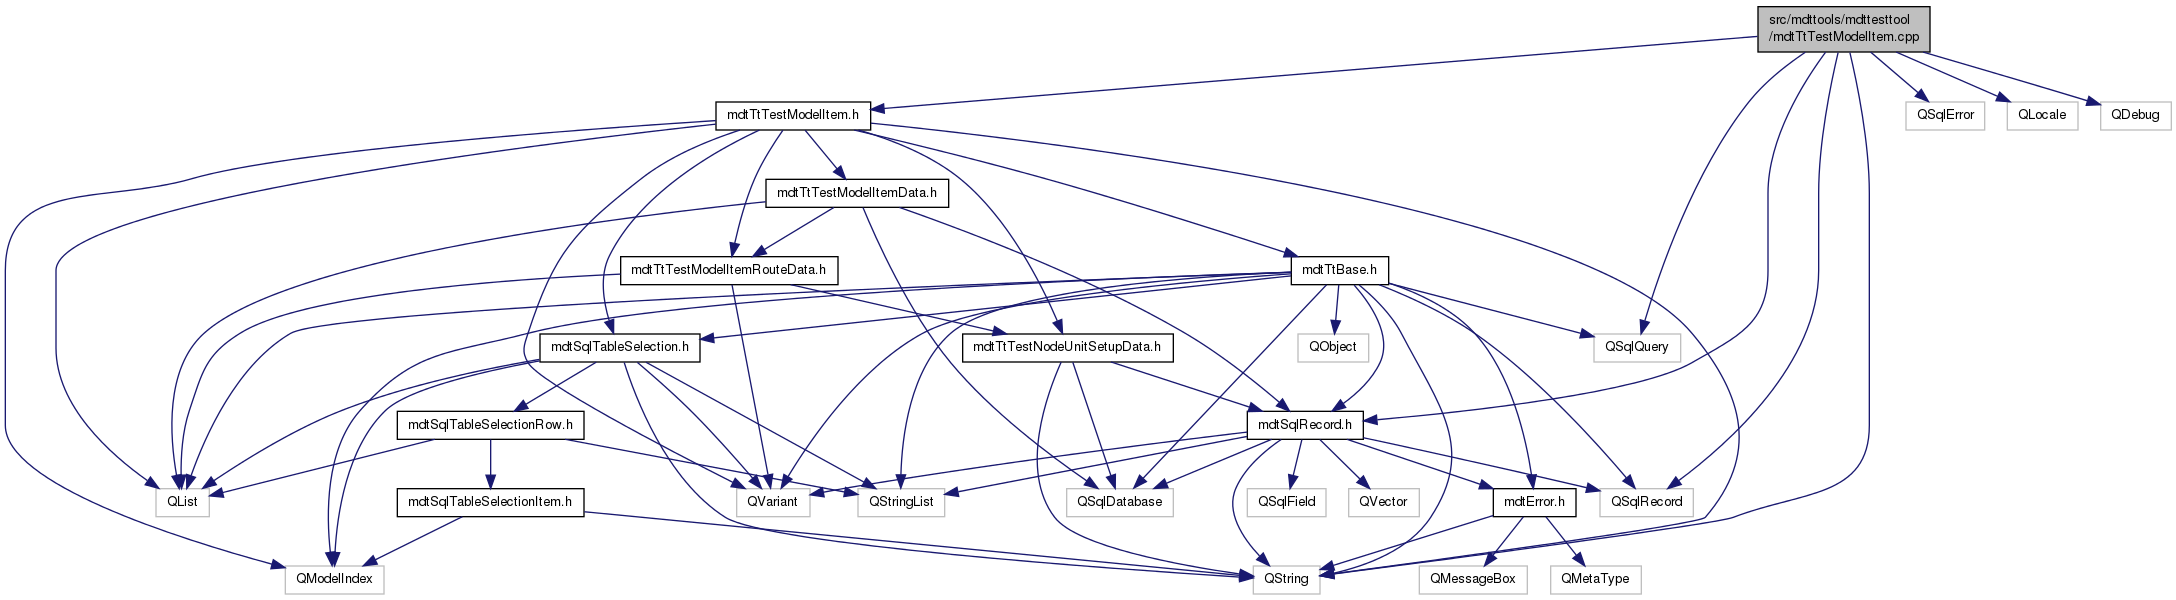 src/mdttools/mdttesttool
/mdtTtTestModelItem.cpp
mdtTtTestModelItem.h
QSqlError
QLocale
QDebug
mdtTtTestModelItemData.h
mdtTtTestModelItemRouteData.h
mdtTtBase.h
mdtSqlTableSelection.h
mdtTtTestNodeUnitSetupData.h
QObject
QSqlQuery
mdtSqlTableSelectionRow.h
mdtSqlRecord.h
QList
mdtSqlTableSelectionItem.h
QVariant
QStringList
QSqlDatabase
QSqlField
QVector
mdtError.h
QSqlRecord
QModelIndex
QString
QMessageBox
QMetaType